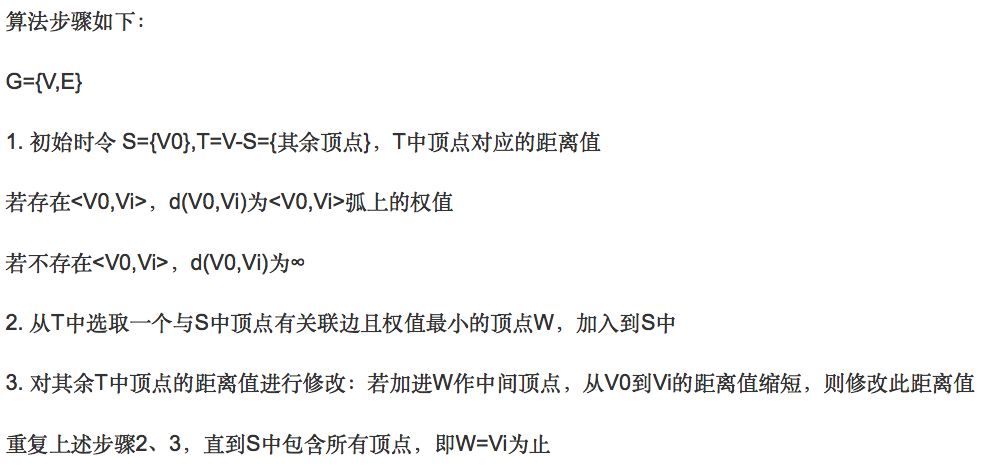 算法步骤如下：
G={V,E}
1. 初始时令 S={V0},T=V-S={其余顶点}，T中顶点对应的距离值
若存在<V0,Vi>，d(V0,Vi)为<V0,Vi>弧上的权值
若不存在<V0,Vi>，d(V0,Vi)为∞
2. 从T中选取一个与S中顶点有关联边且权值最小的顶点W，加入到S中
3. 对其余T中顶点的距离值进行修改：若加进W作中间顶点，从V0到Vi的距离值缩短，则修改此距离值
重复上述步骤2、3，直到S中包含所有顶点，即W=Vi为止